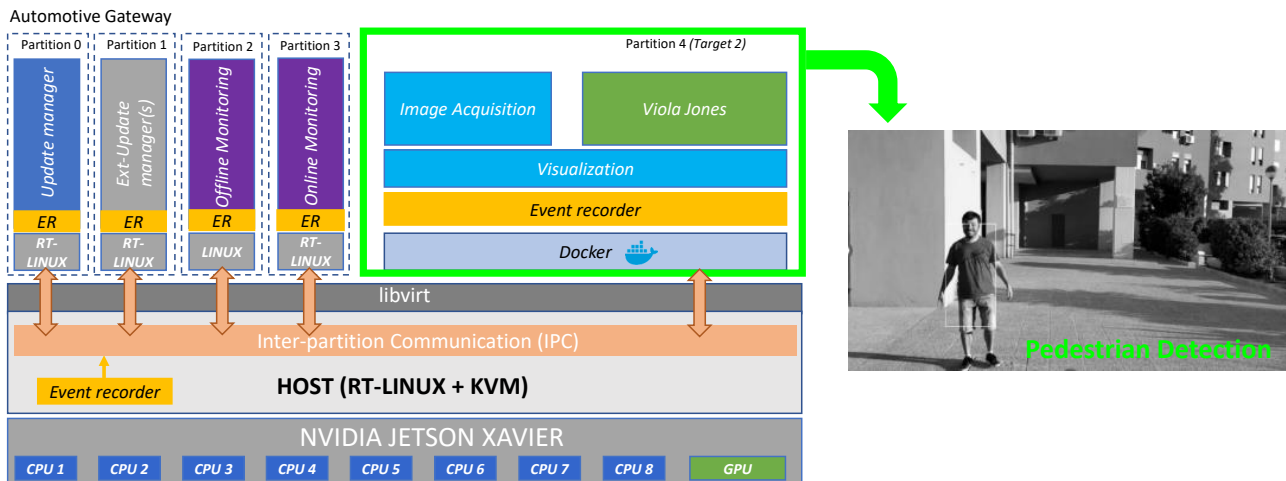 Automotive Gateway
Partition 0
Partition 1
Partition 2
Partition 3
Partition 4 (Target 2)
Update manager
Ext-Update
manager(s)
Offline Monitoring
Online Monitoring
Image Acquisition
Viola Jones
Visualization
ER
ER
ER
ER
Event recorder
RT-
LINUX
RT-
LINUX
LINUX
RT-
LINUX
Docker
libvirt
Inter-partition Communication (IPC)
Event recorder
HOST (RT-LINUX + KVM)
Pedestrian Detection
NVIDIA JETSON XAVIER
CPU 1
CPU 2
CPU 3
CPU 4
CPU 5
CPU 6
CPU 7
CPU 8
GPU